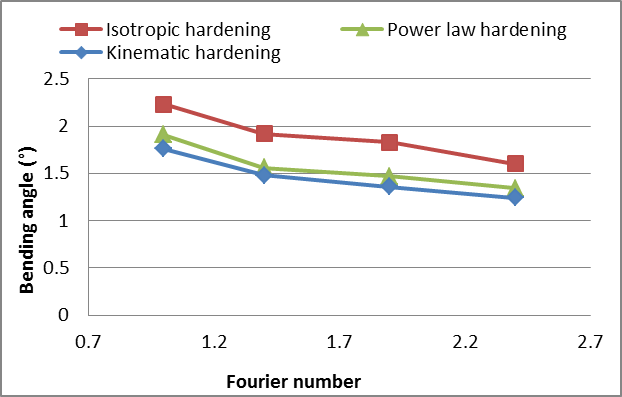 Isotropic hardening
Power law hardening
Kinematic hardening
2.5
2
1.5
1
0.5
0
Bending angle (°)
0.7
1.2
1.7
2.2
2.7
Fourier number